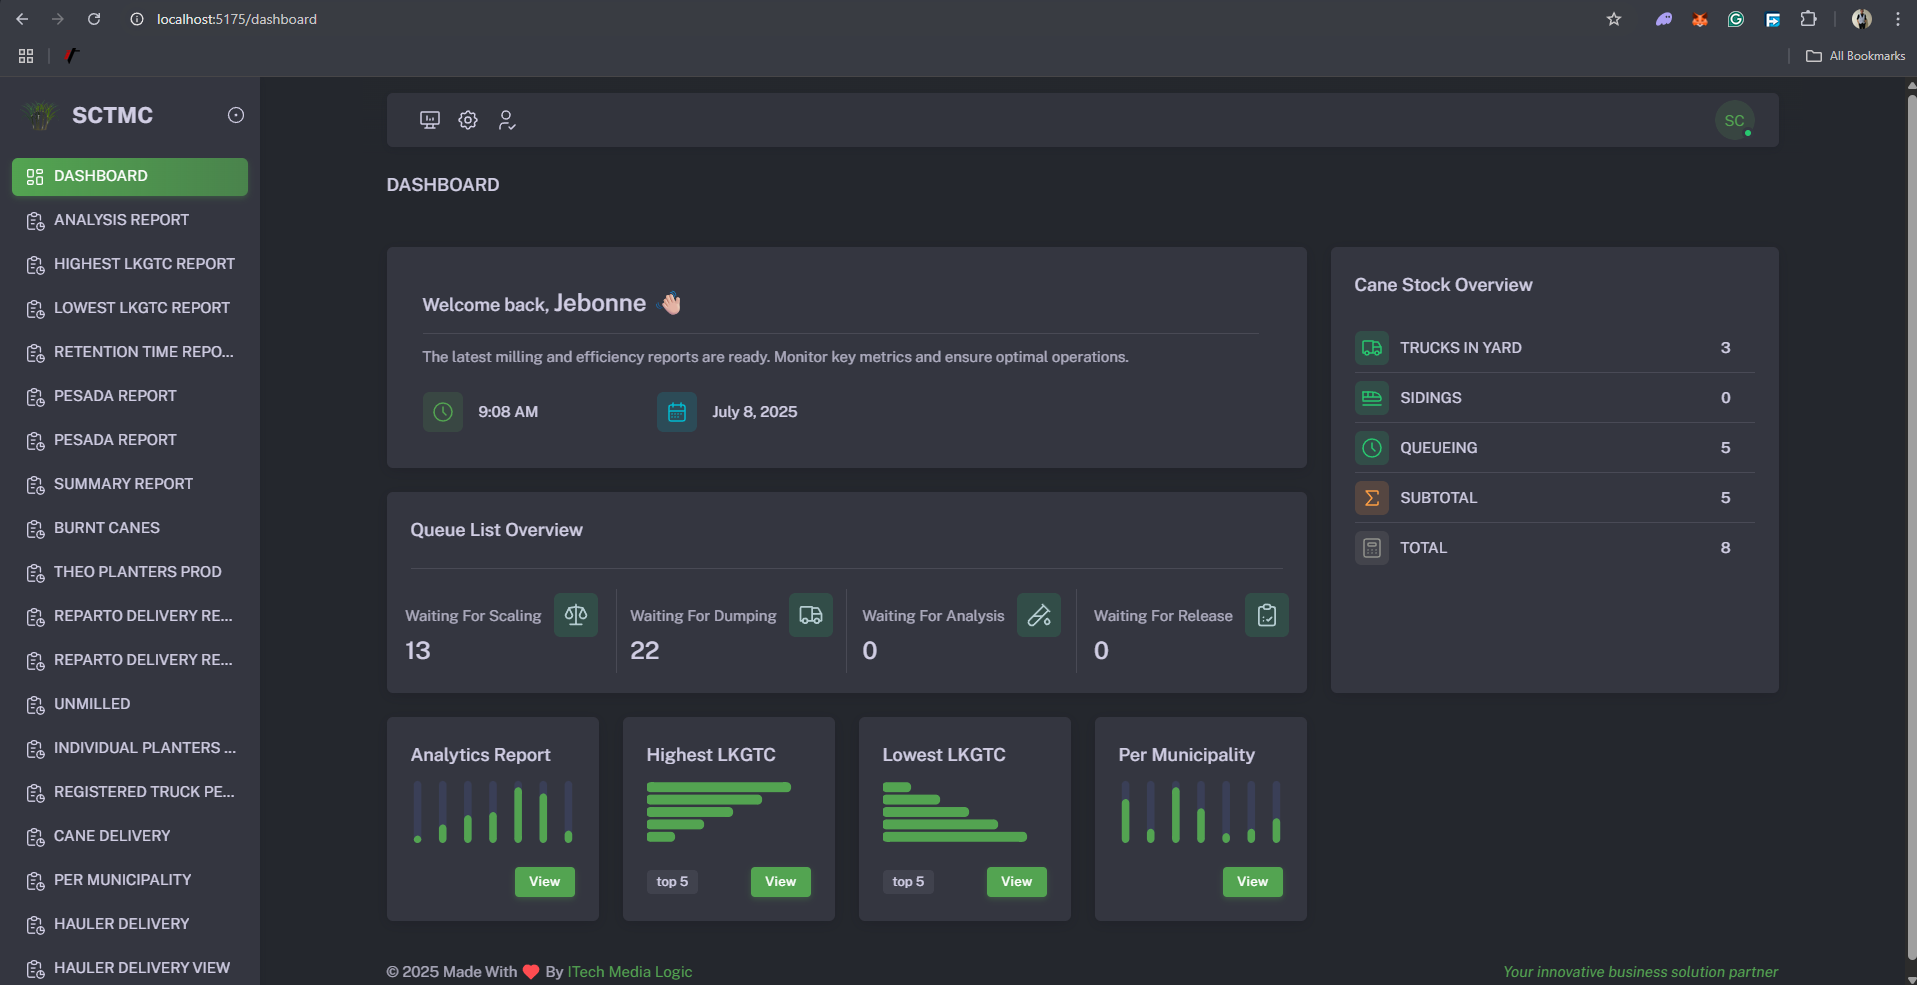 localhost:5175/dashboard
All Bookmarks
SCTMC
DASHBOARD
ANALYSIS REPORT
HIGHEST LKGTC REPORT
LOWEST LKGTC REPORT
RETENTION TIME REPO...
PESADA REPORT
PESADA REPORT
SUMMARY REPORT
BURNT CANES
THEO PLANTERS PROD
REPARTO DELIVERY RE...
REPARTO DELIVERY RE...
UNMILLED
INDIVIDUAL PLANTERS ...
REGISTERED TRUCK PE...
CANE DELIVERY
PER MUNICIPALITY
HAULER DELIVERY
HAULER DELIVERY VIEW
SC
DASHBOARD
Welcome back, Jebonne
The latest milling and efficiency reports are ready. Monitor key metrics and ensure optimal operations.
9:08 AM
July 8, 2025
Cane Stock Overview
TRUCKS IN YARD 3
SIDINGS 0
QUEUEING 5
SUBTOTAL 5
TOTAL 8
Queue List Overview
Waiting For Scaling
13
Waiting For Dumping
22
Waiting For Analysis
0
Waiting For Release
0
Analytics Report
View
Highest LKGTC
top 5
View
Lowest LKGTC
top 5
View
Per Municipality
View
© 2025 Made With ❤️ By ITech Media Logic
Your innovative business solution partner